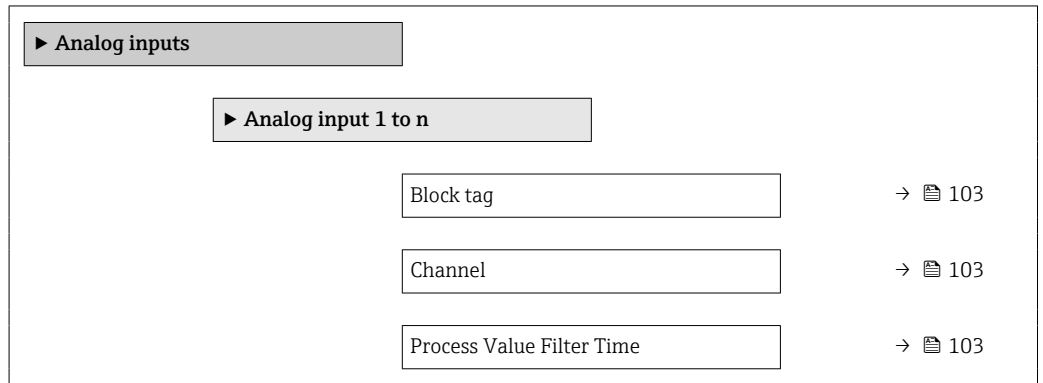 ▶ Analog inputs
▶ Analog input 1 to n
Block tag → 103
Channel → 103
Process Value Filter Time → 103